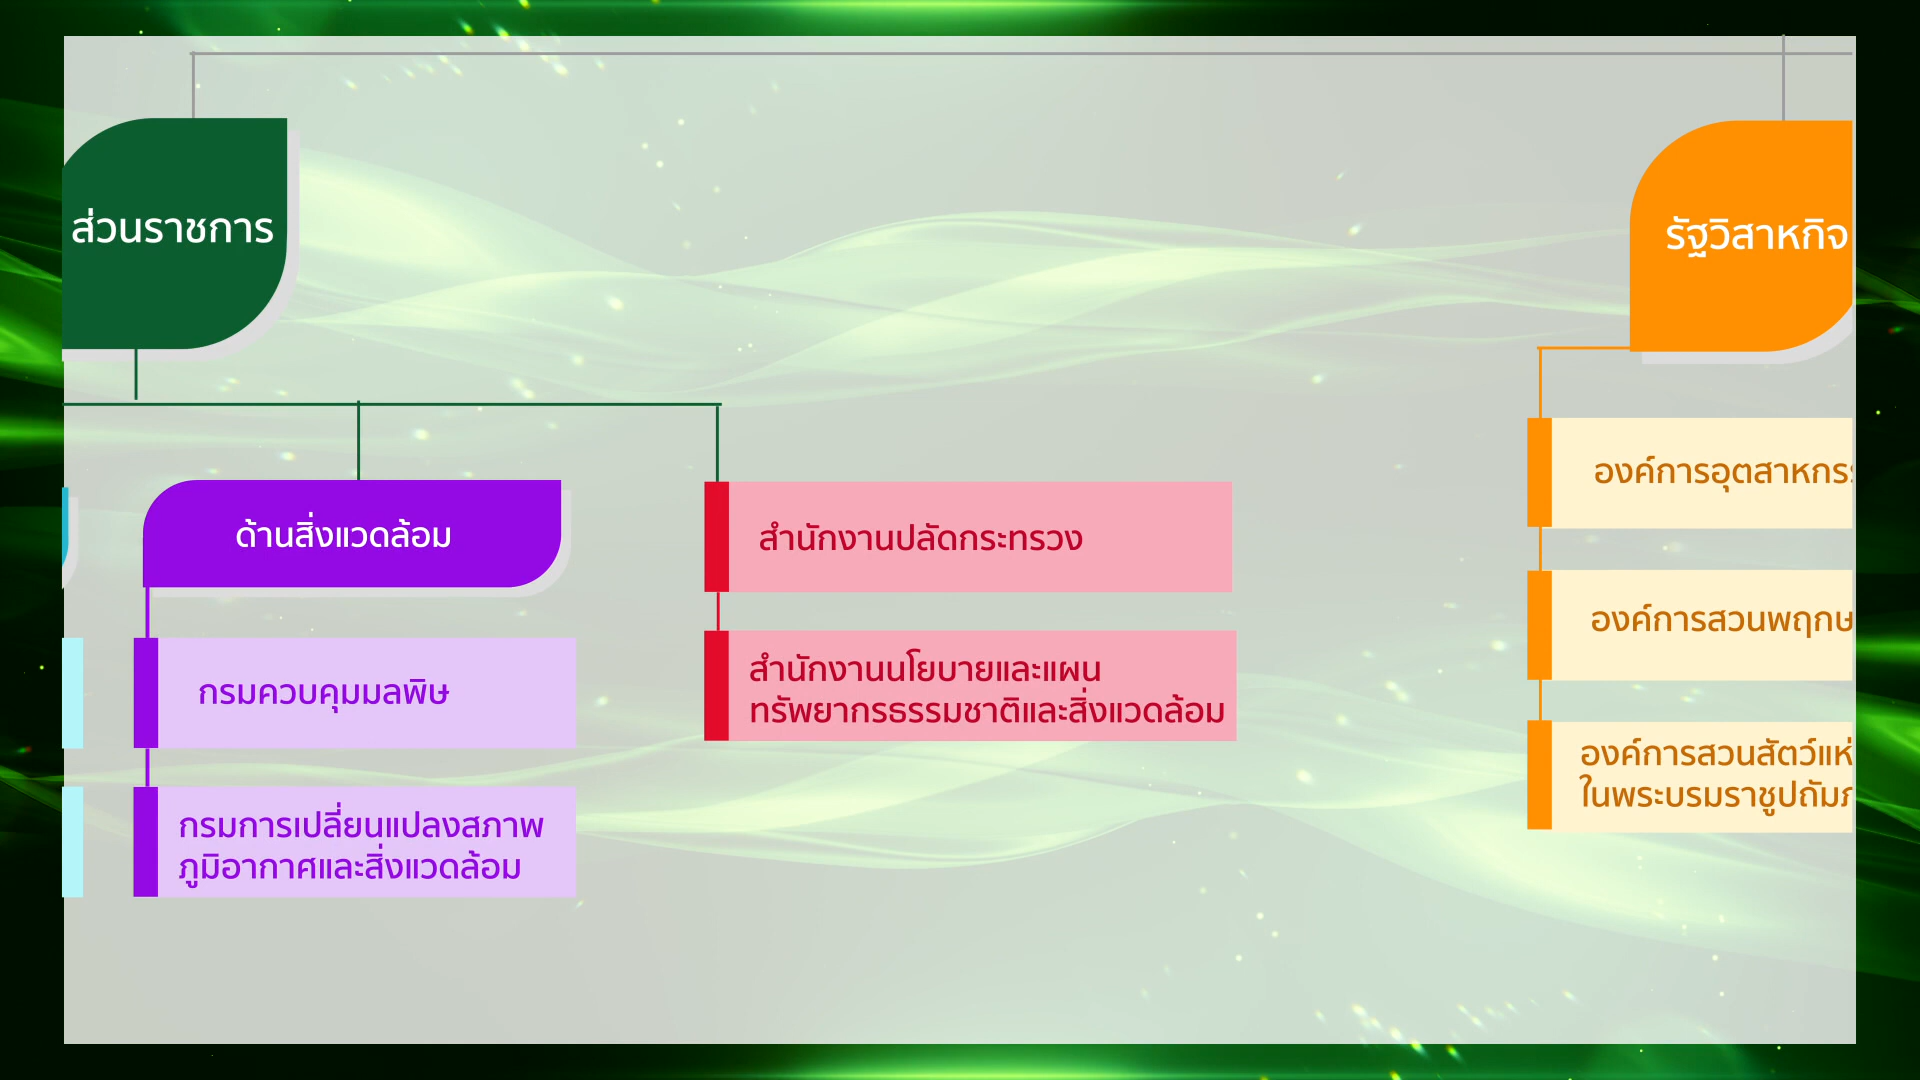 ส่วนราชการ
รัฐวิสาหกิจ
ด้านสิ่งแวดล้อม
กรมควบคุมมลพิษ
กรมการเปลี่ยนแปลงสภาพ
ภูมิอากาศและสิ่งแวดล้อม
สำนักงานปลัดกระทรวง
สำนักงานนโยบายและแผน
ทรัพยากรธรรมชาติและสิ่งแวดล้อม
องค์การอุตสาหกร
องค์การสวนพฤกษ
องค์การสวนสัตว์แห่
ในพระบรมราชูปถัม